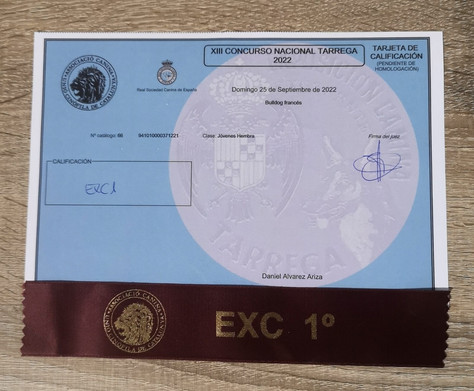 XIII CONCURSO NACIONAL TARREGA
2022
TARJETA DE
CALIFICACIÓN
(PENDIENTE DE
HOMOLOGACIÓN)
Real Sociedad Canina de España
Domingo 25 de Septiembre de 2022
Bulldog francés
Nº catálogo: 66 941010000371221 Clase: Jóvenes Hembra
Firma del juez
CALIFICACIÓN
EXC 1
TARREGA
Daniel Alvarez Ariza
EXC 1º